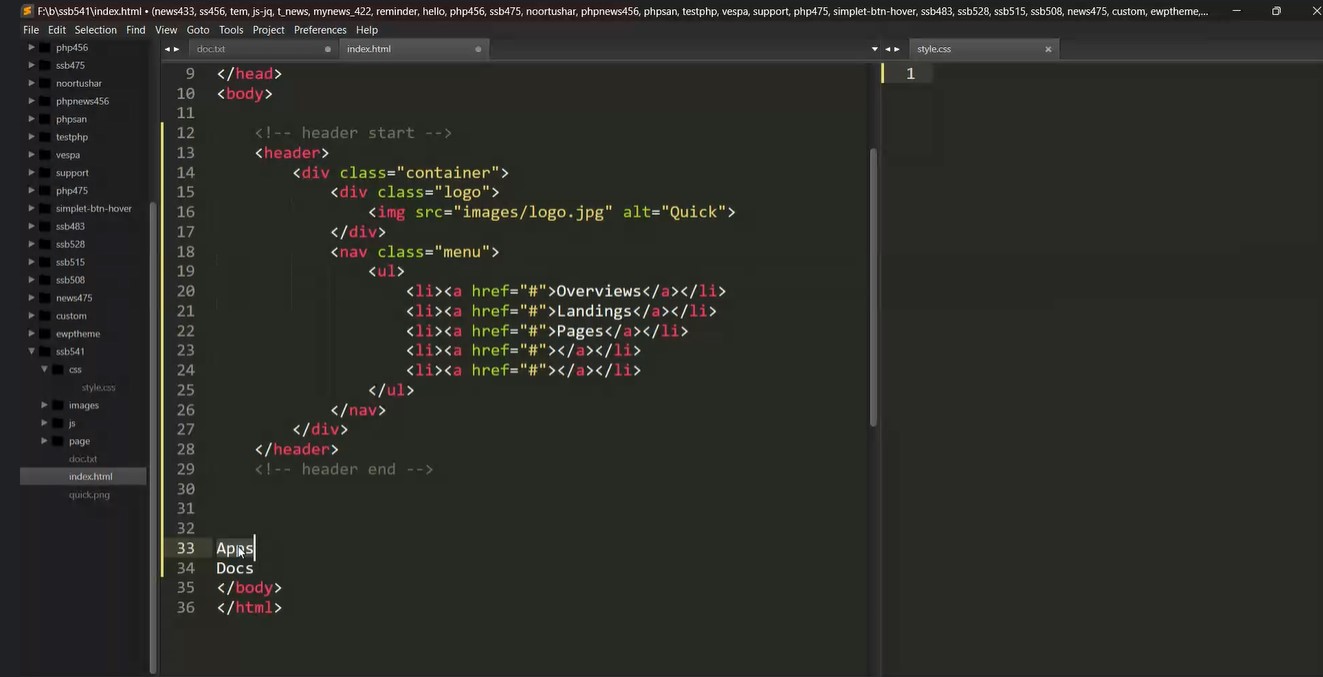 F:\b\ssb541\index.html • (news433, ss456, tem, js-jq, t_news, mynews_422, reminder, hello, php456, ssb475, noortushar, phpnews456, phpsan, testphp, vespa, support, php475, simplet-btn-hover, ssb483, ssb528, ssb515, ssb508, news475, custom, ewptheme,...
File Edit Selection Find View Goto Tools Project Preferences Help
php456
ssb475
noortushar
phpnews456
phpsan
testphp
vespa
support
php475
simplet-btn-hover
ssb483
ssb528
ssb515
ssb508
news475
custom
ewptheme
ssb541
css
style.css
images
js
page
doc.txt
index.html
quick.png
doc.txt index.html
9 </head>
10 <body>
11
12 <!-- header start -->
13 <header>
14 <div class="container">
15 <div class="logo">
16 <img src="images/logo.jpg" alt="Quick">
17 </div>
18 <nav class="menu">
19 <ul>
20 <li><a href="#">Overviews</a></li>
21 <li><a href="#">Landings</a></li>
22 <li><a href="#">Pages</a></li>
23 <li><a href="#"></a></li>
24 <li><a href="#"></a></li>
25 </ul>
26 </nav>
27 </div>
28 </header>
29 <!-- header end -->
30
31
32
33 Apps
34 Docs
35 </body>
36 </html>
style.css
1